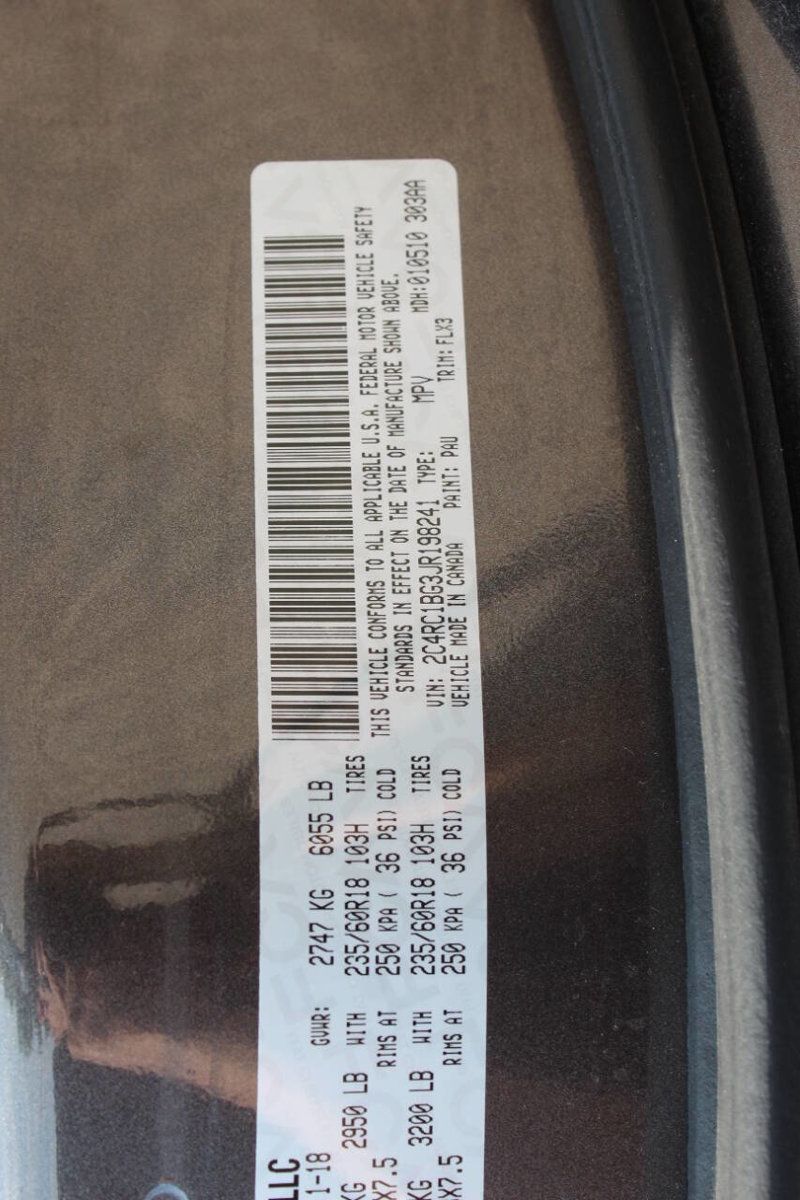 LLC
1-18 GVWR: 2747 KG 6055 LB
KG 2950 LB WITH 235/60R18 103H TIRES
X7.5 RIMS AT 250 KPA ( 36 PSI) COLD
KG 3200 LB WITH 235/60R18 103H TIRES
X7.5 RIMS AT 250 KPA ( 36 PSI) COLD
THIS VEHICLE CONFORMS TO ALL APPLICABLE U.S.A. FEDERAL MOTOR VEHICLE SAFETY
STANDARDS IN EFFECT ON THE DATE OF MANUFACTURE SHOWN ABOVE.
VIN: 2C4RC1BG3JR198241 TYPE: MPV MDH:010510 303AA
VEHICLE MADE IN CANADA PAINT: PAU TRIM: FLX3